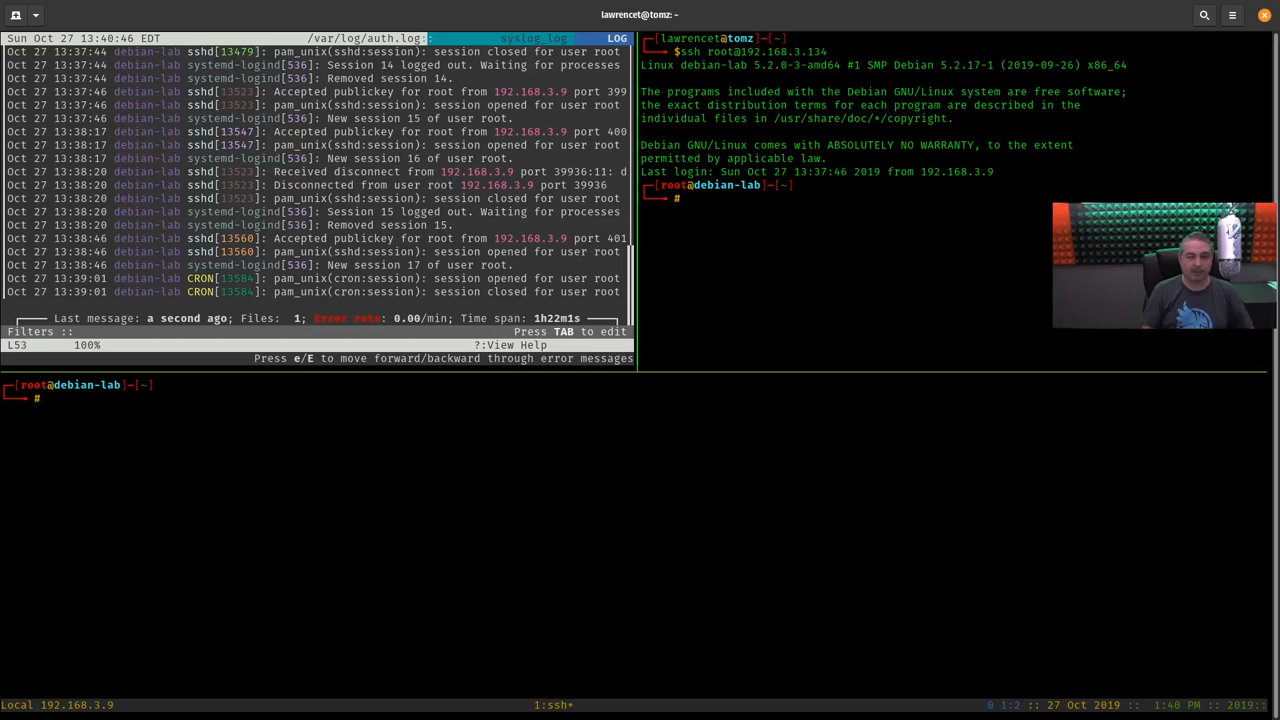 lawrencet@tomz: ~
Sun Oct 27 13:40:46 EDT /var/log/auth.log: syslog_log LOG
Oct 27 13:37:44 debian-lab sshd[13479]: pam_unix(sshd:session): session closed for user root
Oct 27 13:37:44 debian-lab systemd-logind[536]: Session 14 logged out. Waiting for processes
Oct 27 13:37:44 debian-lab systemd-logind[536]: Removed session 14.
Oct 27 13:37:46 debian-lab sshd[13523]: Accepted publickey for root from 192.168.3.9 port 399
Oct 27 13:37:46 debian-lab sshd[13523]: pam_unix(sshd:session): session opened for user root
Oct 27 13:37:46 debian-lab systemd-logind[536]: New session 15 of user root.
Oct 27 13:38:17 debian-lab sshd[13547]: Accepted publickey for root from 192.168.3.9 port 400
Oct 27 13:38:17 debian-lab sshd[13547]: pam_unix(sshd:session): session opened for user root
Oct 27 13:38:17 debian-lab systemd-logind[536]: New session 16 of user root.
Oct 27 13:38:20 debian-lab sshd[13523]: Received disconnect from 192.168.3.9 port 39936:11: d
Oct 27 13:38:20 debian-lab sshd[13523]: Disconnected from user root 192.168.3.9 port 39936
Oct 27 13:38:20 debian-lab sshd[13523]: pam_unix(sshd:session): session closed for user root
Oct 27 13:38:20 debian-lab systemd-logind[536]: Session 15 logged out. Waiting for processes
Oct 27 13:38:20 debian-lab systemd-logind[536]: Removed session 15.
Oct 27 13:38:46 debian-lab sshd[13560]: Accepted publickey for root from 192.168.3.9 port 401
Oct 27 13:38:46 debian-lab sshd[13560]: pam_unix(sshd:session): session opened for user root
Oct 27 13:38:46 debian-lab systemd-logind[536]: New session 17 of user root.
Oct 27 13:39:01 debian-lab CRON[13584]: pam_unix(cron:session): session opened for user root
Oct 27 13:39:01 debian-lab CRON[13584]: pam_unix(cron:session): session closed for user root
Last message: a second ago; Files: 1; Error rate: 0.00/min; Time span: 1h22m1s
Filters :: Press TAB to edit
L53 100% ?:View Help
Press e/E to move forward/backward through error messages
[lawrencet@tomz]─[~]
$ssh root@192.168.3.134
Linux debian-lab 5.2.0-3-amd64 #1 SMP Debian 5.2.17-1 (2019-09-26) x86_64
The programs included with the Debian GNU/Linux system are free software;
the exact distribution terms for each program are described in the
individual files in /usr/share/doc/*/copyright.
Debian GNU/Linux comes with ABSOLUTELY NO WARRANTY, to the extent
permitted by applicable law.
Last login: Sun Oct 27 13:37:46 2019 from 192.168.3.9
[root@debian-lab]─[~]
#
[root@debian-lab]─[~]
#
Local 192.168.3.9 1:ssh* 0 1:2 :: 27 Oct 2019 :: 1:40 PM :: 2019::